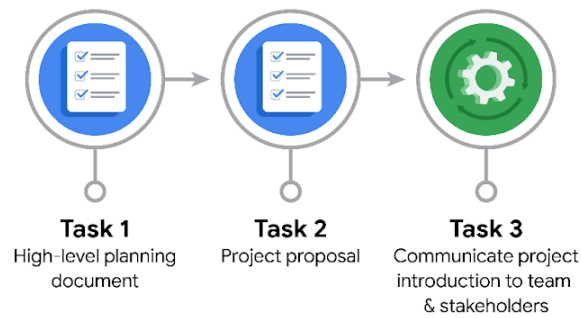 Task 1
High-level planning
document
Task 2
Project proposal
Task 3
Communicate project
introduction to team
& stakeholders